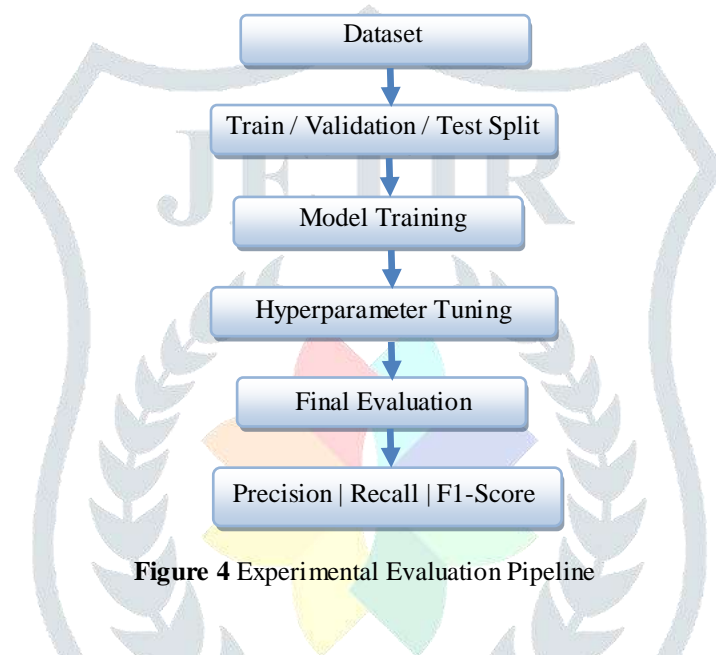 Dataset
Train / Validation / Test Split
JETIR
Model Training
Hyperparameter Tuning
Final Evaluation
Precision | Recall | F1-Score
Figure 4 Experimental Evaluation Pipeline